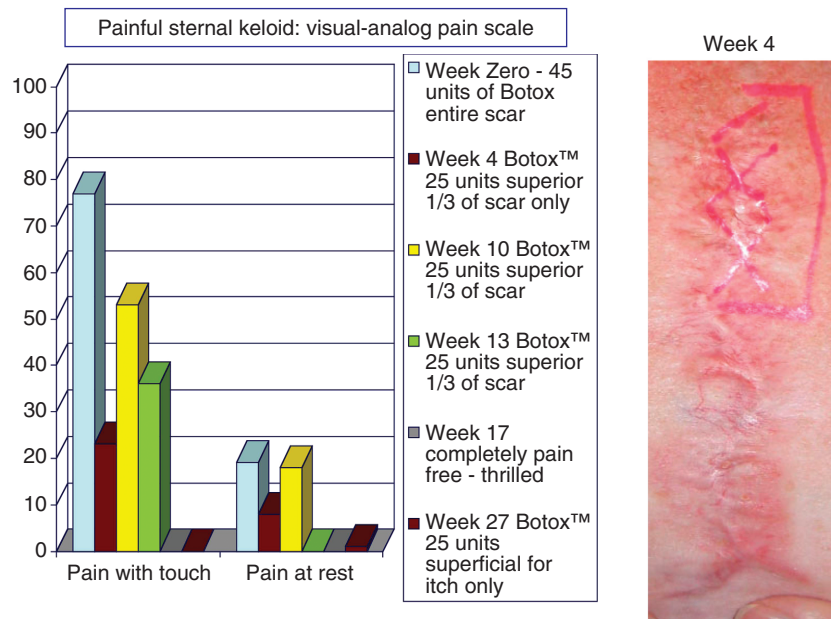 Painful sternal keloid: visual-analog pain scale
100
90
80
70
60
50
40
30
20
10
0
Pain with touch
Pain at rest
Week Zero - 45
units of Botox
entire scar
Week 4 Botox™
25 units superior
1/3 of scar only
Week 10 Botox™
25 units superior
1/3 of scar
Week 13 Botox™
25 units superior
1/3 of scar
Week 17
completely pain
free - thrilled
Week 27 Botox™
25 units
superficial for
itch only
Week 4